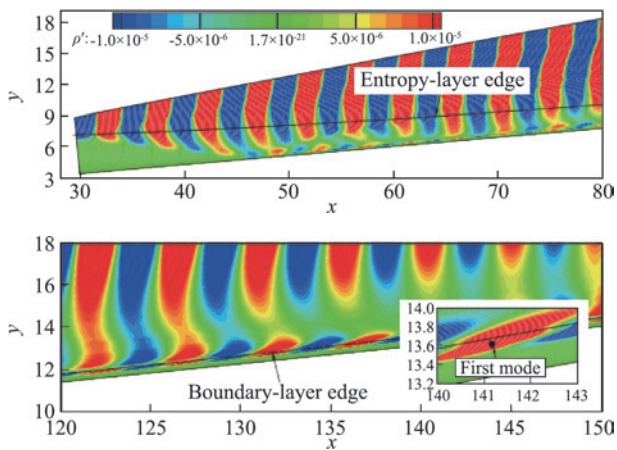 18
ρ′: -1.0×10⁻⁵ -5.0×10⁻⁶ 1.7×10⁻²¹ 5.0×10⁻⁶ 1.0×10⁻⁵
15
Entropy-layer edge
12
y
9
6
3
30 40 50 60 70 80
x
18
16
14.0
y
14
13.8
13.6
First mode
13.4
12
Boundary-layer edge
13.2
140 141 142 143
10
120 125 130 135 140 145 150
x